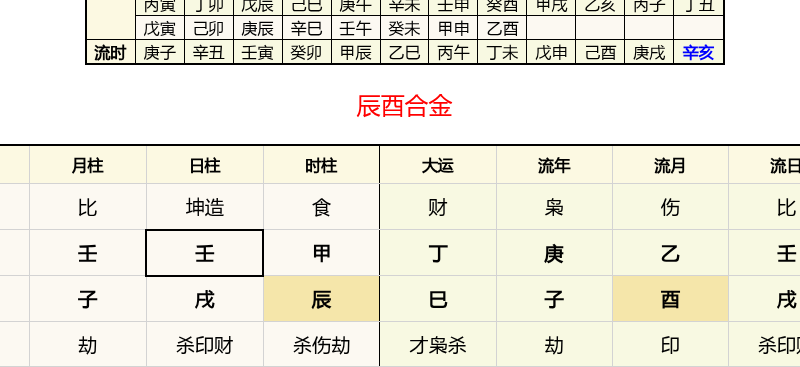 丙寅 丁卯 戊辰 己巳 庚午 辛未 壬申 癸酉 甲戌 乙亥 丙子 丁丑
戊寅 己卯 庚辰 辛巳 壬午 癸未 甲申 乙酉
流时 庚子 辛丑 壬寅 癸卯 甲辰 乙巳 丙午 丁未 戊申 己酉 庚戌 辛亥
辰酉合金
月柱 日柱 时柱 大运 流年 流月 流日
比 坤造 食 财 枭 伤 比
壬 壬 甲 丁 庚 乙 壬
子 戌 辰 巳 子 酉 戌
劫 杀印财 杀伤劫 才枭杀 劫 印 杀印